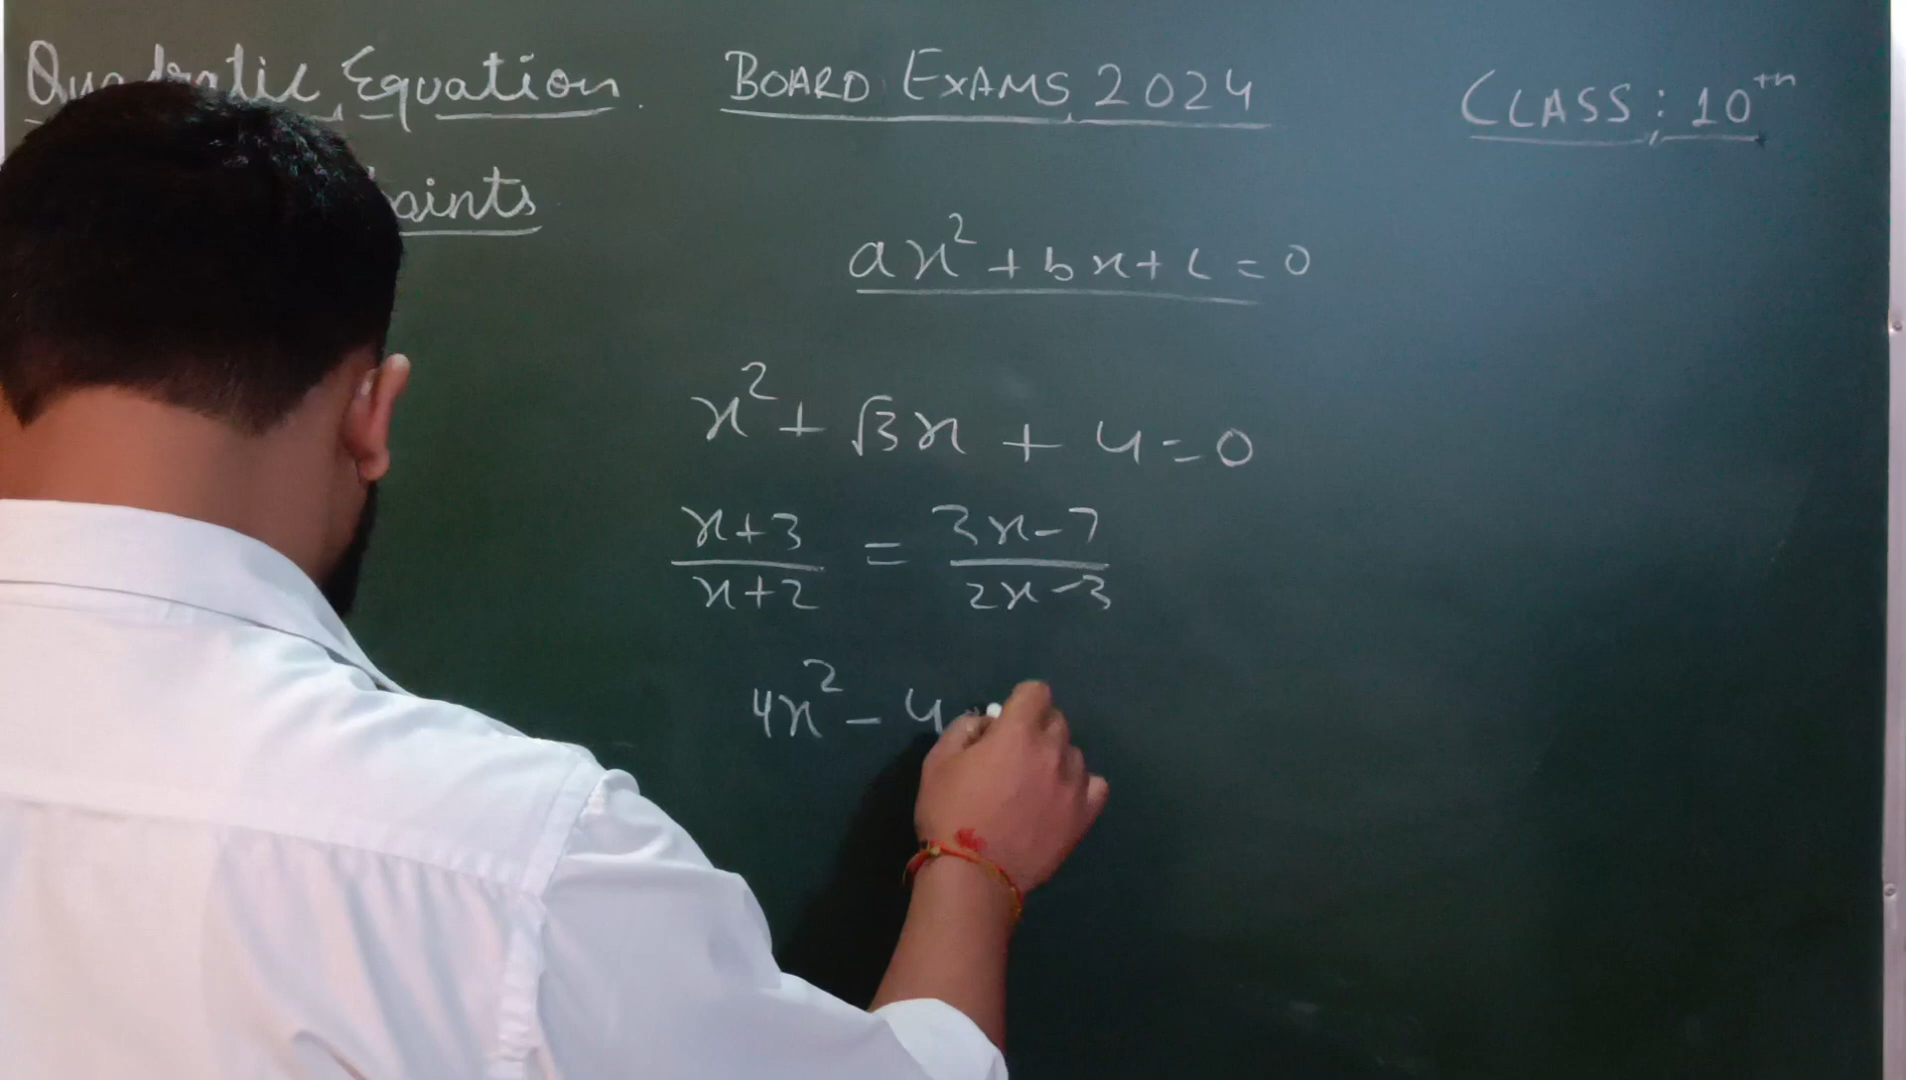 Quadratic Equation.
BOARD EXAMS 2024
CLASS: 10th
ax² + bx + c = 0
x² + √3x + 4 = 0
x+3/x+2 = 3x-7/2x-3
4x² - 4